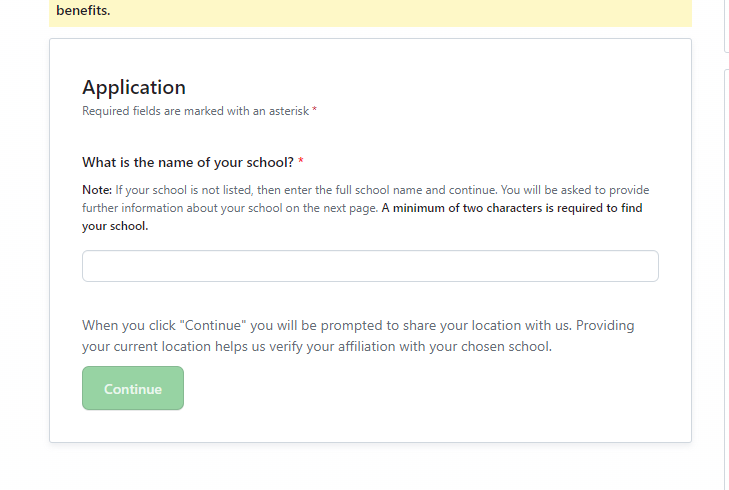 benefits.
Application
Required fields are marked with an asterisk *
What is the name of your school? *
Note: If your school is not listed, then enter the full school name and continue. You will be asked to provide
further information about your school on the next page. A minimum of two characters is required to find
your school.
When you click "Continue" you will be prompted to share your location with us. Providing
your current location helps us verify your affiliation with your chosen school.
Continue